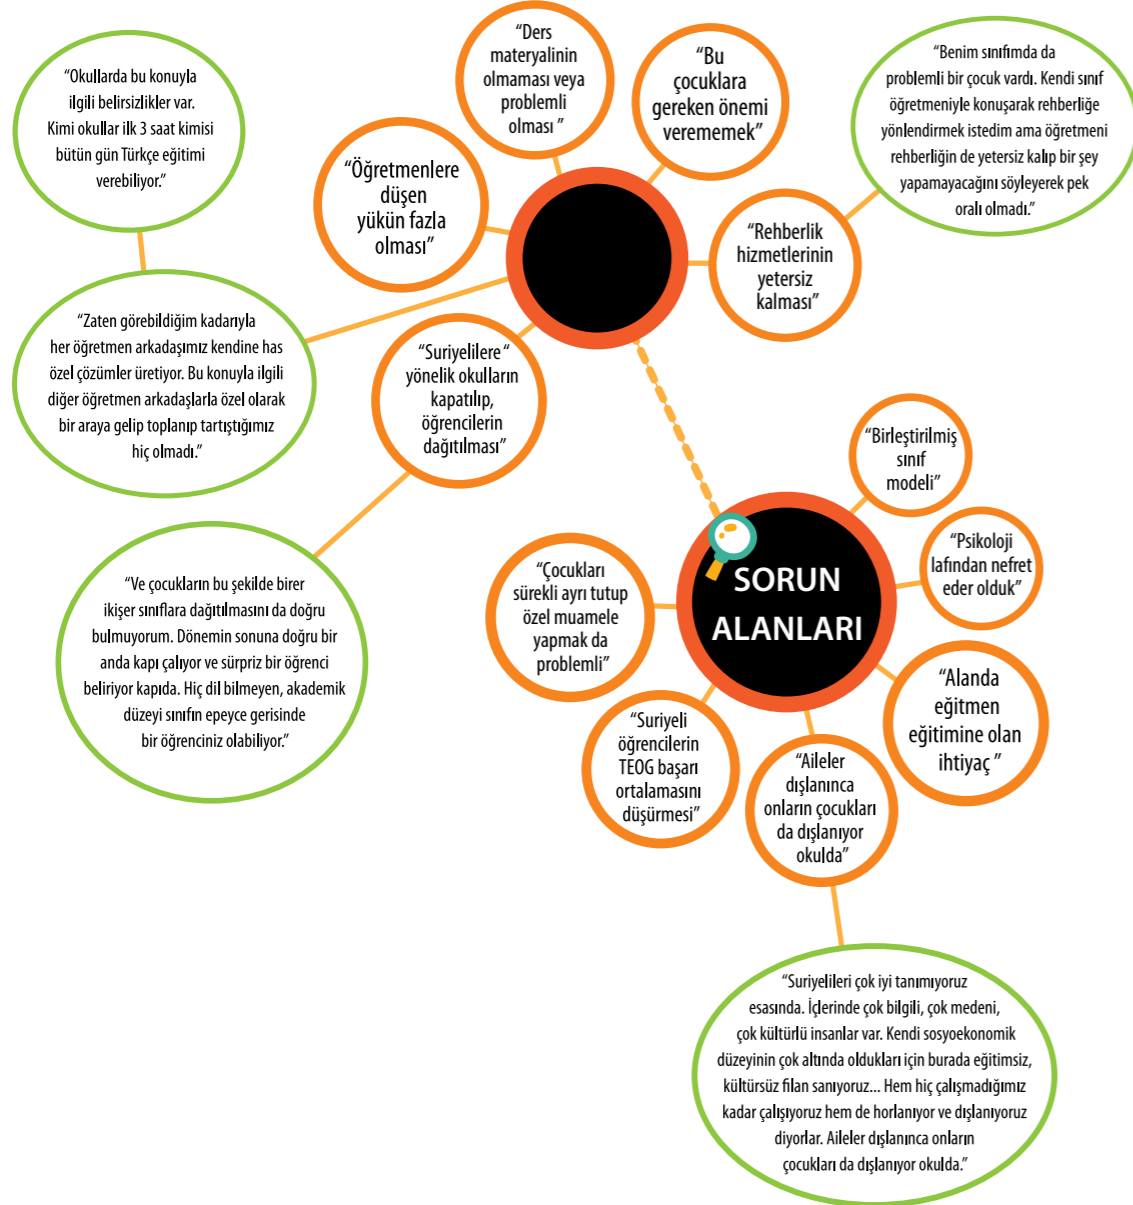 “Okullarda bu konuyla
ilgili belirsizlikler var.
Kimi okullar ilk 3 saat kimisi
bütün gün Türkçe eğitimi
verebiliyor.”
“Ders
materyalinin
olmaması veya
problemli
olması ”
“Bu
çocuklara
gereken önemi
verememek”
“Benim sınıfımda da
problemli bir çocuk vardı. Kendi sınıf
öğretmeniyle konuşarak rehberliğe
yönlendirmek istedim ama öğretmeni
rehberliğin de yetersiz kalıp bir şey
yapamayacağını söyleyerek pek
oralı olmadı.”
“Öğretmenlere
düşen
yükün fazla
olması”
“Rehberlik
hizmetlerinin
yetersiz
kalması”
“Zaten görebildiğim kadarıyla
her öğretmen arkadaşımız kendine has
özel çözümler üretiyor. Bu konuyla ilgili
diğer öğretmen arkadaşlarla özel olarak
bir araya gelip toplanıp tartıştığımız
hiç olmadı.”
“Suriyelilere“
yönelik okulların
kapatılıp,
öğrencilerin
dağıtılması”
“Ve çocukların bu şekilde birer
ikişer sınıflara dağıtılmasını da doğru
bulmuyorum. Dönemin sonuna doğru bir
anda kapı çalıyor ve sürpriz bir öğrenci
beliriyor kapıda. Hiç dil bilmeyen, akademik
düzeyi sınıfın epeyce gerisinde
bir öğrenciniz olabiliyor.”
SORUN
ALANLARI
“Birleştirilmiş
sınıf
modeli”
“Psikoloji
lafından nefret
eder olduk”
“Çocukları
sürekli ayrı tutup
özel muamele
yapmak da
problemli”
“Alanda
eğitmen
eğitimine olan
ihtiyaç ”
“Suriyeli
öğrencilerin
TEOG başarı
ortalamasını
düşürmesi”
“Aileler
dışlanınca
onların çocukları
da dışlanıyor
okulda”
“Suriyelileri çok iyi tanımıyoruz
esasında. İçlerinde çok bilgili, çok medeni,
çok kültürlü insanlar var. Kendi sosyoekonomik
düzeyinin çok altında oldukları için burada eğitimsiz,
kültürsüz filan sanıyoruz... Hem hiç çalışmadığımız
kadar çalışıyoruz hem de horlanıyor ve dışlanıyoruz
diyorlar. Aileler dışlanınca onların
çocukları da dışlanıyor okulda.”